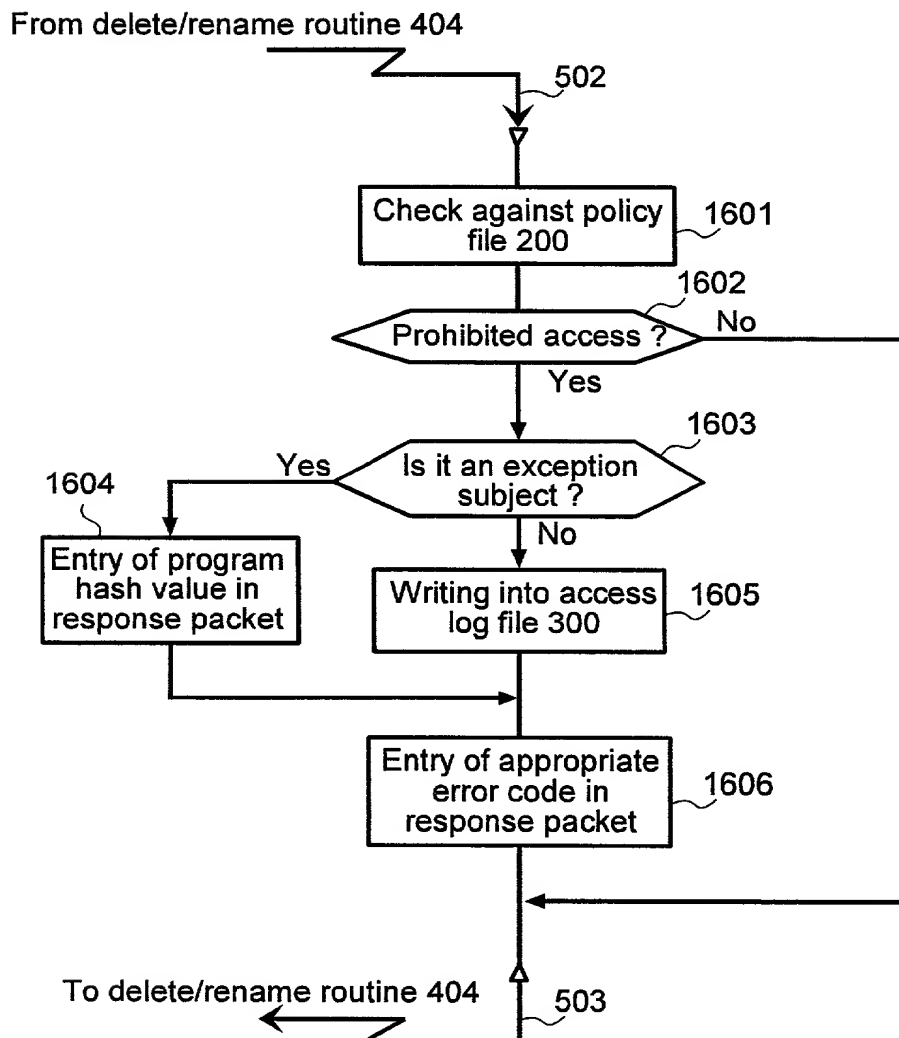 From delete/rename routine 404
502
Check against policy
file 200
1601
1602
Prohibited access ?
No
Yes
1603
Is it an exception
subject ?
Yes
No
1604
Entry of program
hash value in
response packet
Writing into access
log file 300
1605
Entry of appropriate
error code in
response packet
1606
To delete/rename routine 404
503